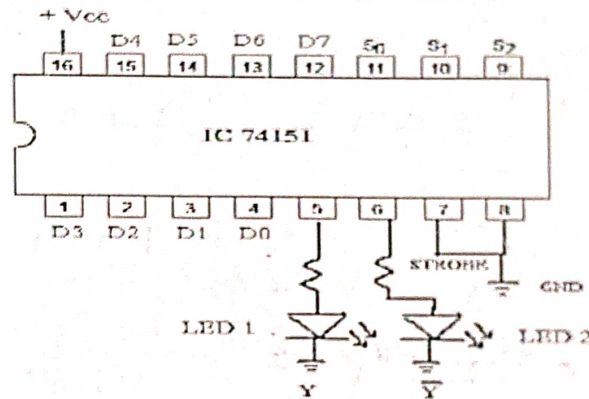 + Vcc
D4 D5 D6 D7 S0 S1 S2
16 15 14 13 12 11 10 9
IC 74151
1 2 3 4 5 6 7 8
D3 D2 D1 D0
STROBE
GND
LED 1
LED 2
Y
Y